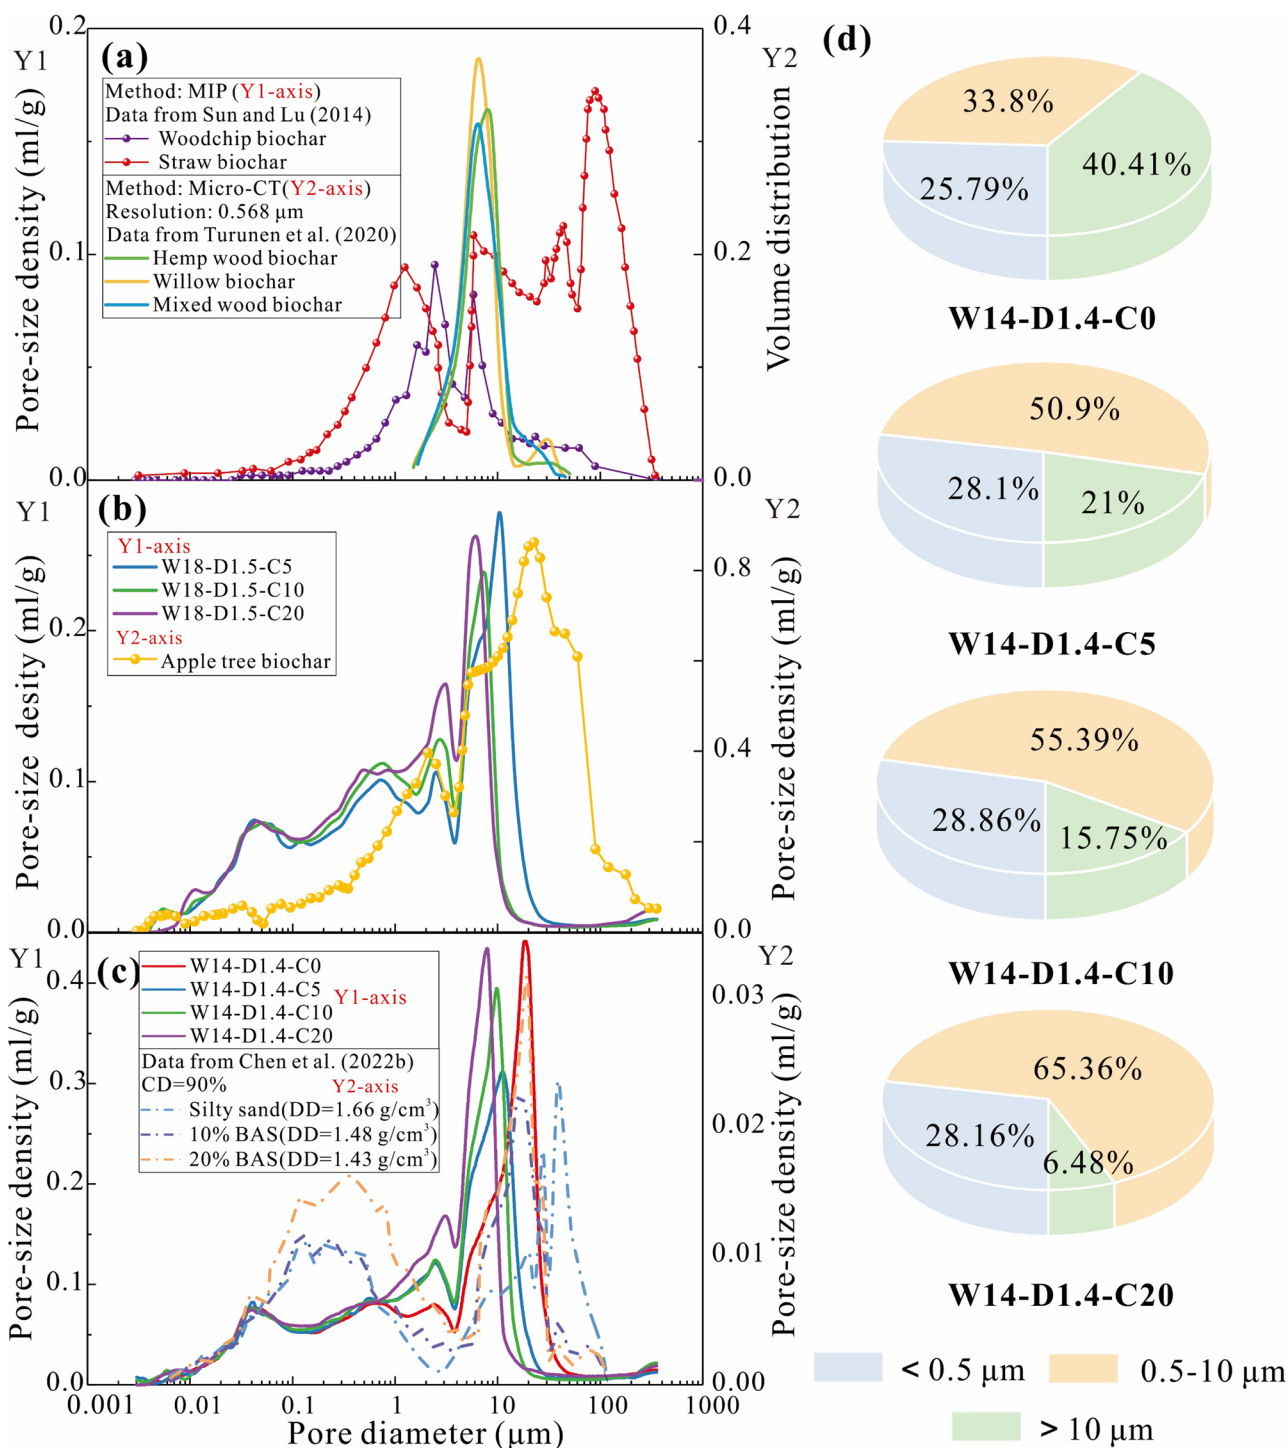 (a)
Y1
Y2
0.2
0.1
0.0
0.4
0.2
0.0
Pore-size density (ml/g)
Volume distribution
Method: MIP (Y1-axis)
Data from Sun and Lu (2014)
Woodchip biochar
Straw biochar
Method: Micro-CT(Y2-axis)
Resolution: 0.568 μm
Data from Turunen et al. (2020)
Hemp wood biochar
Willow biochar
Mixed wood biochar
(b)
Y1
Y2
0.2
0.1
0.0
0.8
0.4
0.0
Pore-size desity (ml/g)
Pore-size density (ml/g)
Y1-axis
W18-D1.5-C5
W18-D1.5-C10
W18-D1.5-C20
Y2-axis
Apple tree biochar
(c)
Y1
Y2
0.4
0.3
0.2
0.1
0.0
0.03
0.02
0.01
0.00
Pore-size density (ml/g)
Pore-size density (ml/g)
W14-D1.4-C0
W14-D1.4-C5
W14-D1.4-C10
W14-D1.4-C20
Y1-axis
Data from Chen et al. (2022b)
CD=90%
Y2-axis
Silty sand(DD=1.66 g/cm³)
10% BAS(DD=1.48 g/cm³)
20% BAS(DD=1.43 g/cm³)
0.001 0.01 0.1 1 10 100 1000
Pore diameter (μm)
(d)
33.8%
40.41%
25.79%
W14-D1.4-C0
50.9%
28.1%
21%
W14-D1.4-C5
55.39%
28.86%
15.75%
W14-D1.4-C10
65.36%
28.16%
6.48%
W14-D1.4-C20
< 0.5 μm
0.5-10 μm
> 10 μm